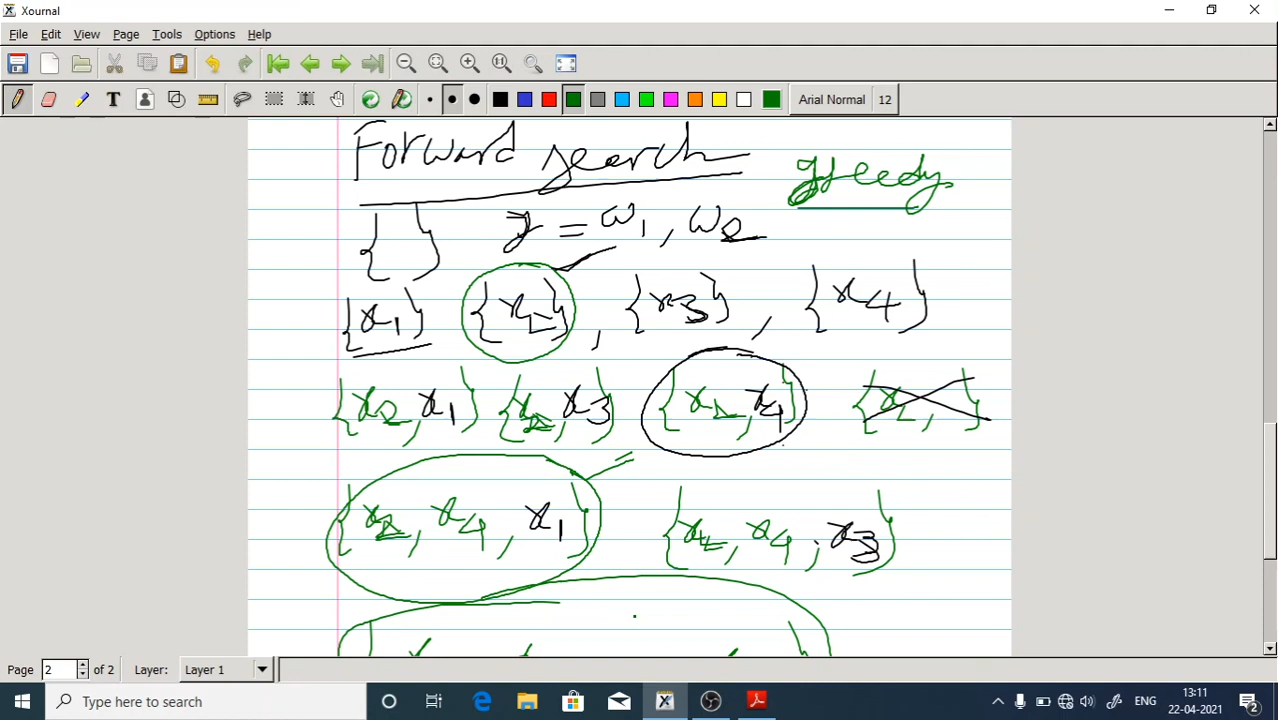 Xournal
File Edit View Page Tools Options Help
Arial Normal 12
Forward search
greedy
{ } y = ω1, ω2
{x1} {x2}, {x3}, {x4}
{x2, x1} {x2, x3} {x2, x4} {x2, }
{x2, x4, x1} {x2, x4, x3}
Page 2 of 2 Layer: Layer 1
Type here to search
ENG
13:11
22-04-2021
2